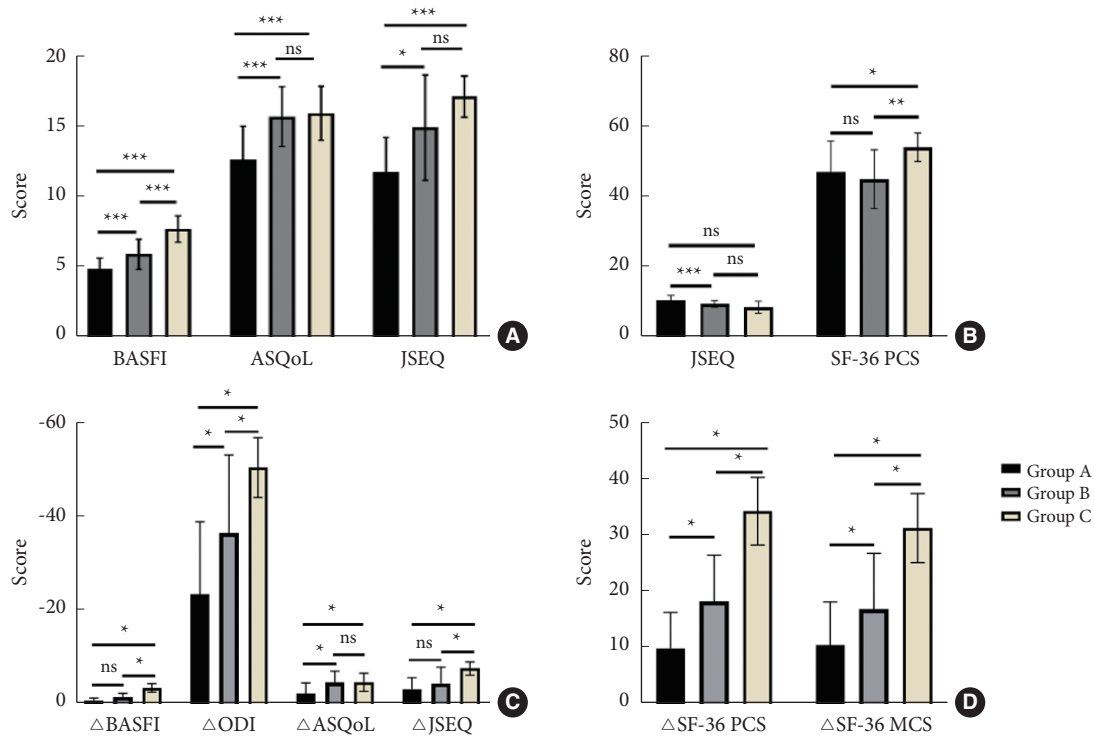 20
15
10
5
0
Score
***
***
***
***
***
ns
***
*
ns
BASFI
ASQoL
JSEQ
A
80
60
40
20
0
Score
ns
***
ns
*
ns
**
JSEQ
SF-36 PCS
B
-60
-40
-20
0
Score
*
ns
*
*
*
*
*
*
ns
*
ns
*
△BASFI
△ODI
△ASQoL
△JSEQ
C
50
40
30
20
10
0
Score
*
*
*
*
*
*
△SF-36 PCS
△SF-36 MCS
D
Group A
Group B
Group C